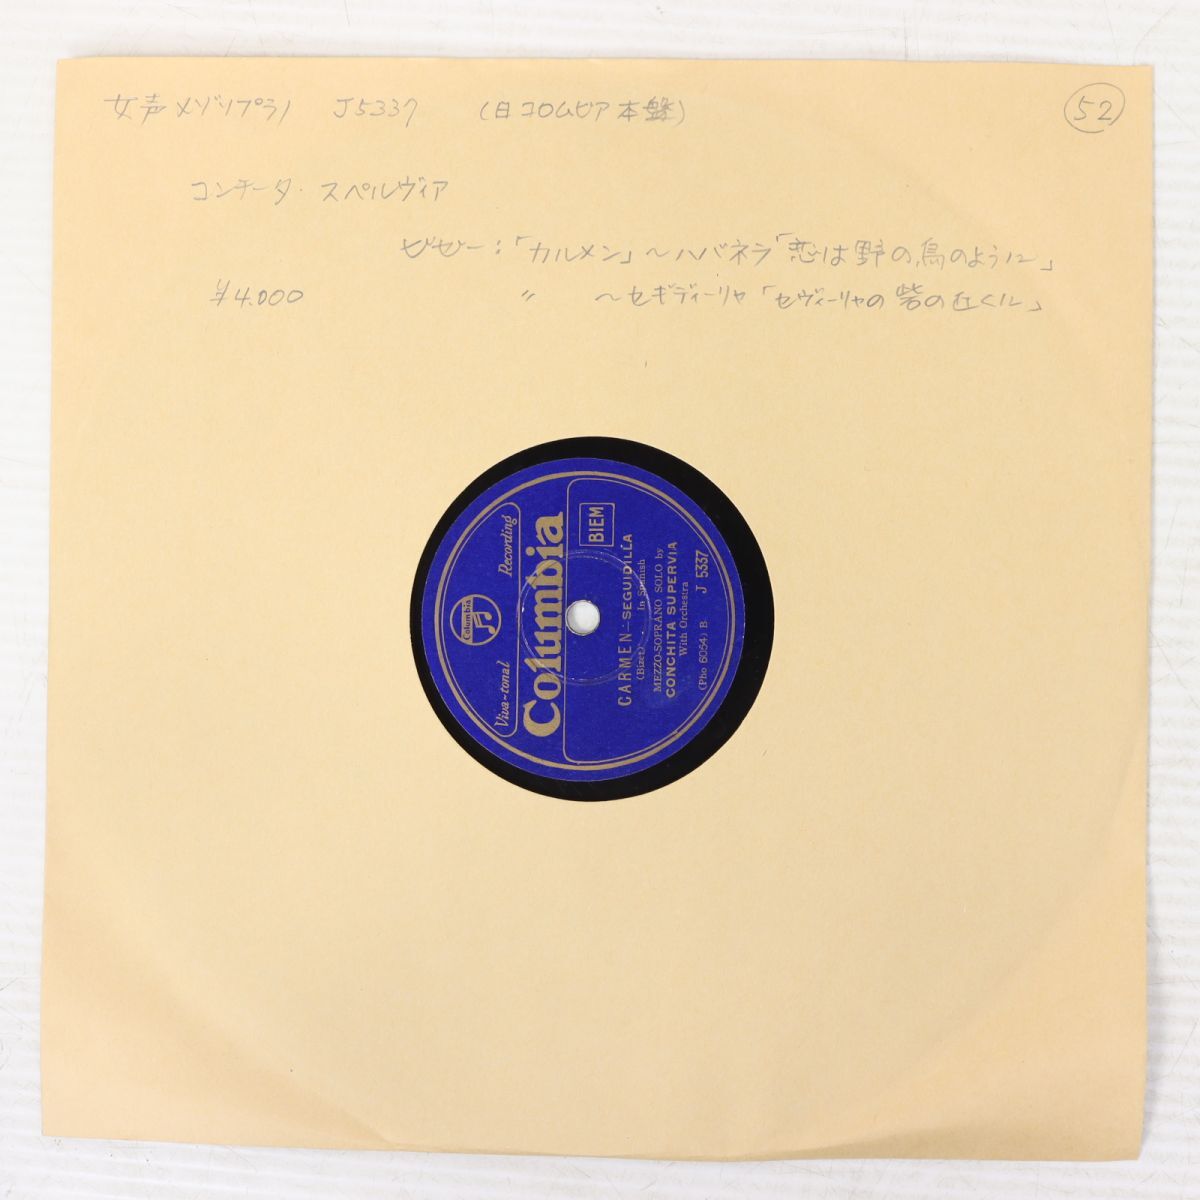 女声メゾソプラノ J5337 (日コロムビア本盤) 52
コンチータ・スペルヴィア
ビゼー:「カルメン」~ハバネラ「恋は野の鳥のように」
¥4.000 〃 ~セギディーリャ「セヴィーリャの砦の近くに」
Viva-tonal Recording
Columbia
Columbia
BIEM
CARMEN—SEGUIDILLA
(Bizet) In Spanish
MEZZO-SOPRANO SOLO by
CONCHITA SUPERVIA
With Orchestra
(Pho 5054) B J 5337